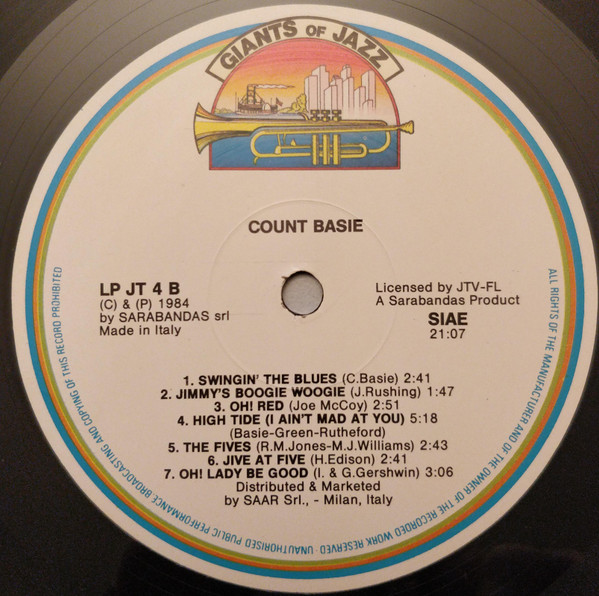 GIANTS OF JAZZ
COUNT BASIE
LP JT 4 B
(C) & (P) 1984
by SARABANDAS srl
Made in Italy
Licensed by JTV-FL
A Sarabandas Product
SIAE
21:07
1. SWINGIN' THE BLUES (C.Basie) 2:41
2. JIMMY'S BOOGIE WOOGIE (J.Rushing) 1:47
3. OH! RED (Joe McCoy) 2:51
4. HIGH TIDE (I AIN'T MAD AT YOU) 5:18
(Basie-Green-Rutheford)
5. THE FIVES (R.M.Jones-M.J.Williams) 2:43
6. JIVE AT FIVE (H.Edison) 2:41
7. OH! LADY BE GOOD (I. & G.Gershwin) 3:06
Distributed & Marketed
by SAAR Srl., - Milan, Italy
ALL RIGHTS OF THE MANUFACTURER AND OF THE OWNER OF THE RECORDED WORK RESERVED · UNAUTHORISED PUBLIC PERFORMANCE BROADCASTING AND COPYING OF THIS RECORD PROHIBITED